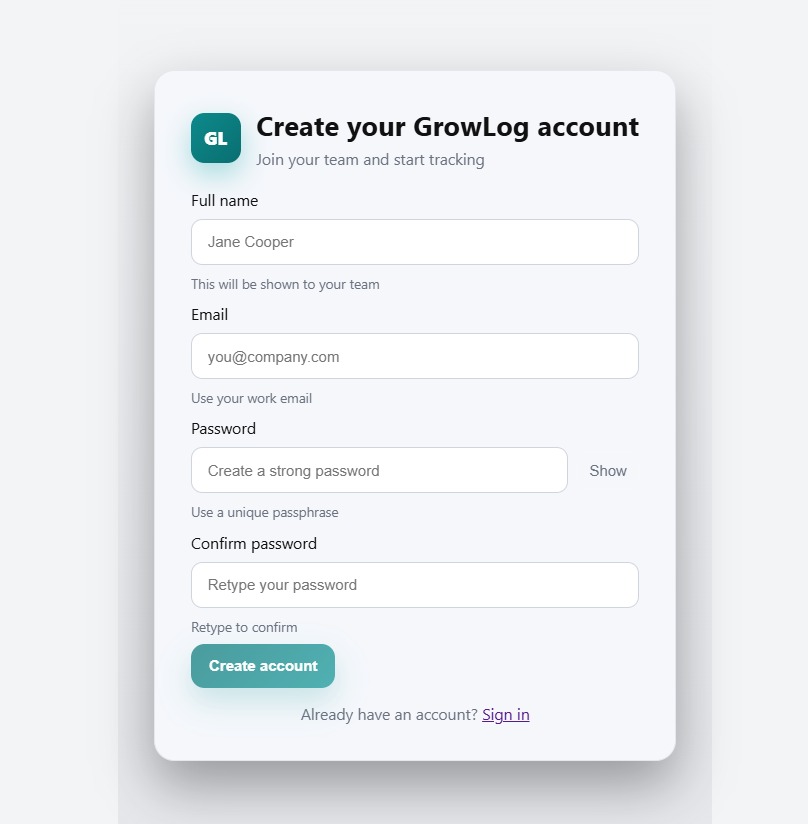 GL
Create your GrowLog account
Join your team and start tracking
Full name
Jane Cooper
This will be shown to your team
Email
you@company.com
Use your work email
Password
Create a strong password
Show
Use a unique passphrase
Confirm password
Retype your password
Retype to confirm
Create account
Already have an account? Sign in